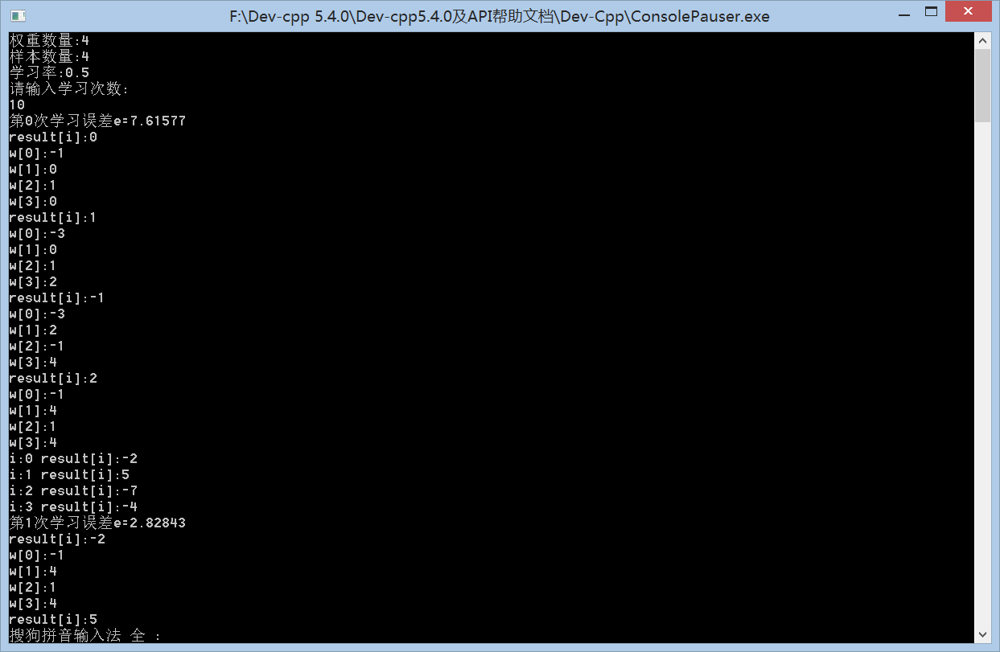 F:\Dev-cpp 5.4.0\Dev-cpp5.4.0及API帮助文档\Dev-Cpp\ConsolePauser.exe
权重数量:4
样本数量:4
学习率:0.5
请输入学习次数:
10
第0次学习误差e=7.61577
result[i]:0
w[0]:-1
w[1]:0
w[2]:1
w[3]:0
result[i]:1
w[0]:-3
w[1]:0
w[2]:1
w[3]:2
result[i]:-1
w[0]:-3
w[1]:2
w[2]:-1
w[3]:4
result[i]:2
w[0]:-1
w[1]:4
w[2]:1
w[3]:4
i:0 result[i]:-2
i:1 result[i]:5
i:2 result[i]:-7
i:3 result[i]:-4
第1次学习误差e=2.82843
result[i]:-2
w[0]:-1
w[1]:4
w[2]:1
w[3]:4
result[i]:5
搜狗拼音输入法 全 :